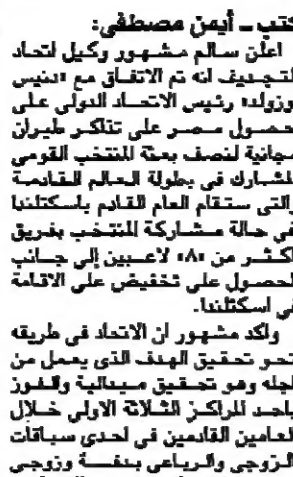 كتب ــ أيمن مصطفى:
اعلن سالم مشهور وكيل اتحاد
التجديف انه تم الاتفاق مع «دنيس
وزولد» رئيس الاتحاد الدولى على
حصول مصر على تذاكر طيران
مجانية لنصف بعثة المنتخب القومى
المشارك فى بطولة العالم القادمة
والتى ستقام العام القادم باسكتلندا
فى حالة مشاركة المنتخب بفريق
اكثر من «٨» لاعبين إلى جانب
الحصول على تخفيض على الاقامة
في اسكتلندا.
واكد مشهور ان الاتحاد فى طريقه
نحو تحقيق الهدف الذى يعمل من
اجله وهو تحقيق ميدالية والفوز
باحد المراكز الثلاثة الاولى خلال
العامين القادمين فى احدى سباقات
الزوجى والرباعى بدفـة وزوجى